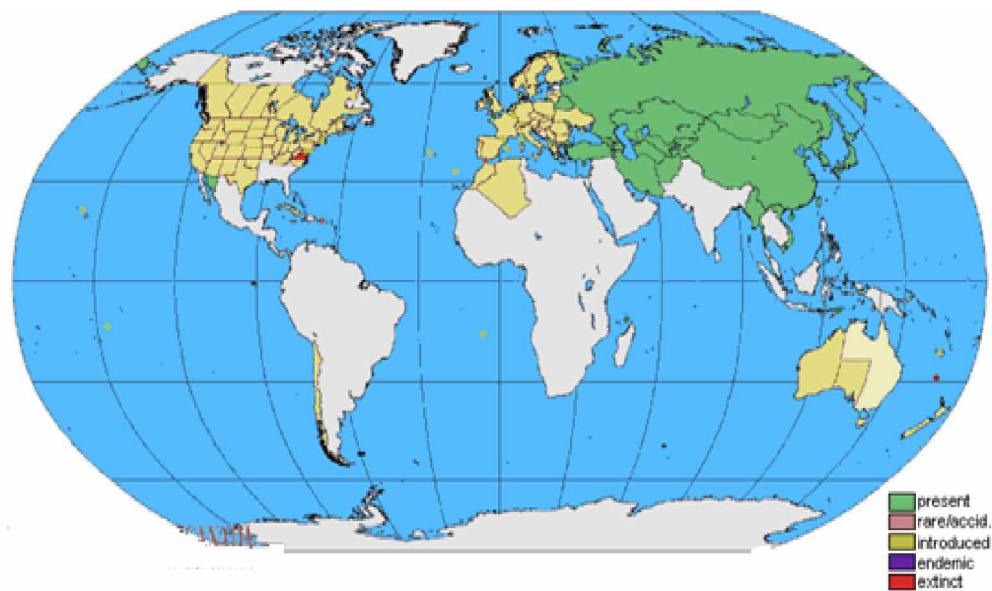 present
rare/accid.
introduced
endemic
extinct